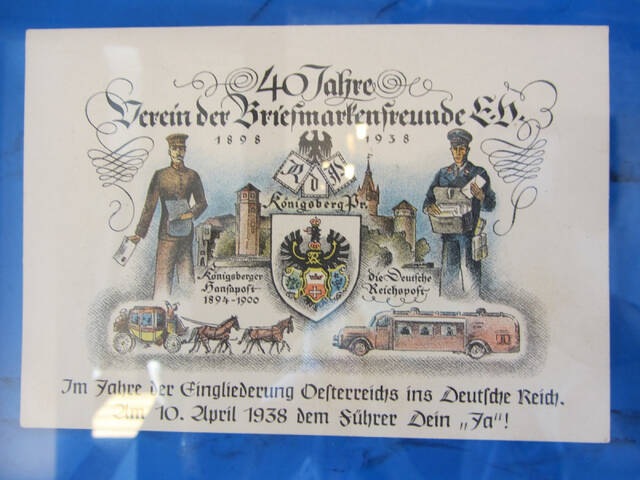 40 Jahre
Verein der Briefmarkenfreunde E.V.
1898 1938
Königsberg Pr.
Königsberger
Hansapost
1894-1900
die Deutsche
Reichspost
Im Jahre der Eingliederung Oesterreichs ins Deutsche Reich.
Am 10. April 1938 dem Führer Dein „Ja"!